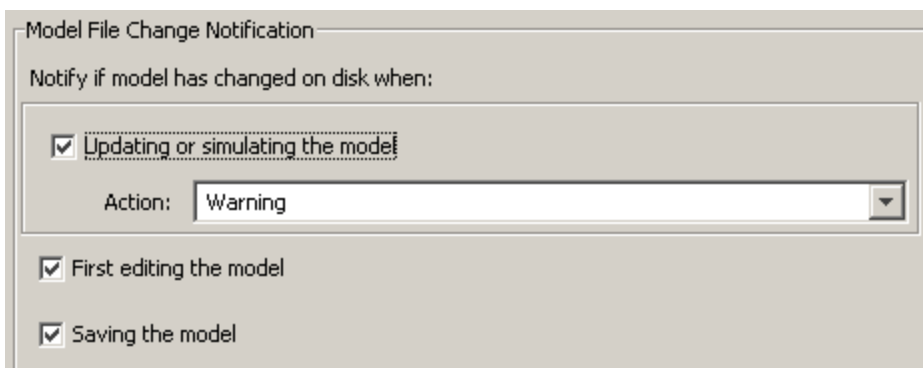 Model File Change Notification
Notify if model has changed on disk when:
Updating or simulating the model
Action: Warning
First editing the model
Saving the model